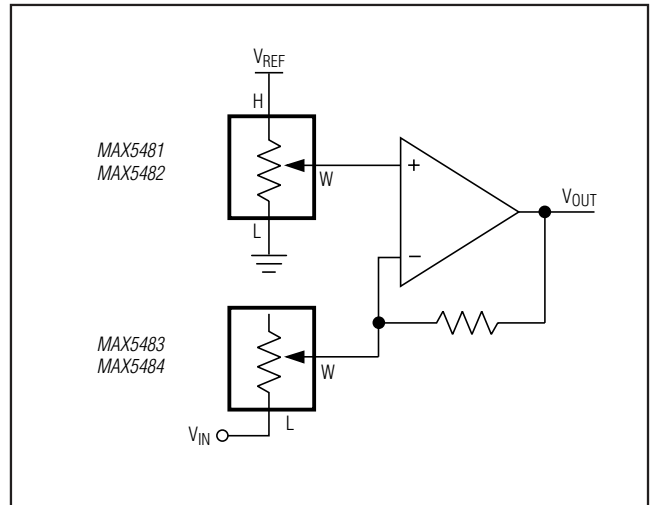 VREF
H
MAX5481
MAX5482
W
+
VOUT
L
−
MAX5483
MAX5484
W
L
VIN